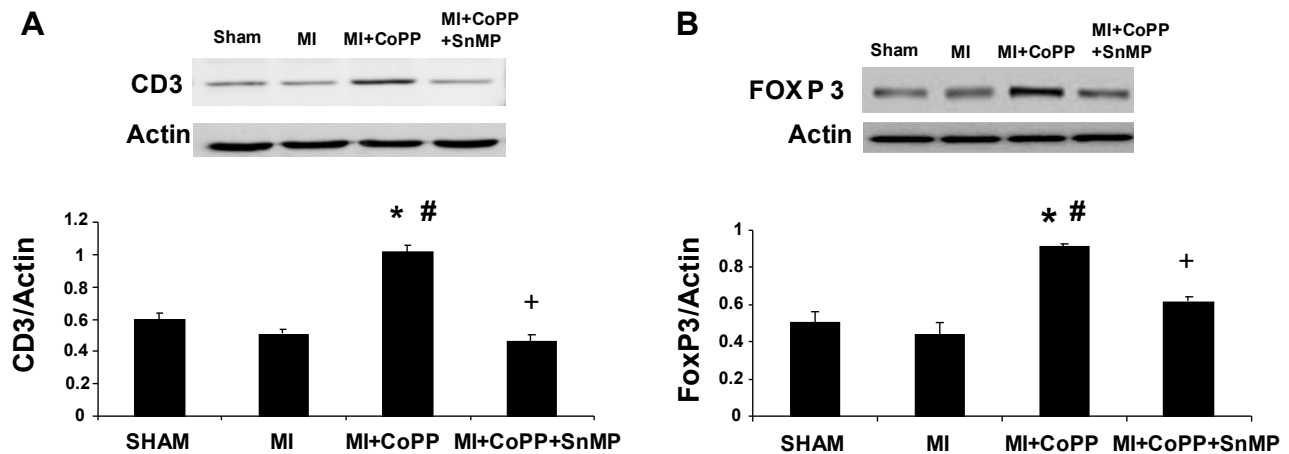 A
Sham MI MI+CoPP MI+CoPP
+SnMP
CD3
Actin
* #
+
CD3/Actin
1.2
1
0.8
0.6
0.4
0.2
0
SHAM MI MI+CoPP MI+CoPP+SnMP
B
Sham MI MI+CoPP MI+CoPP
+SnMP
FOX P 3
Actin
* #
+
FoxP3/Actin
1
0.8
0.6
0.4
0.2
0
SHAM MI MI+CoPP MI+CoPP+SnMP